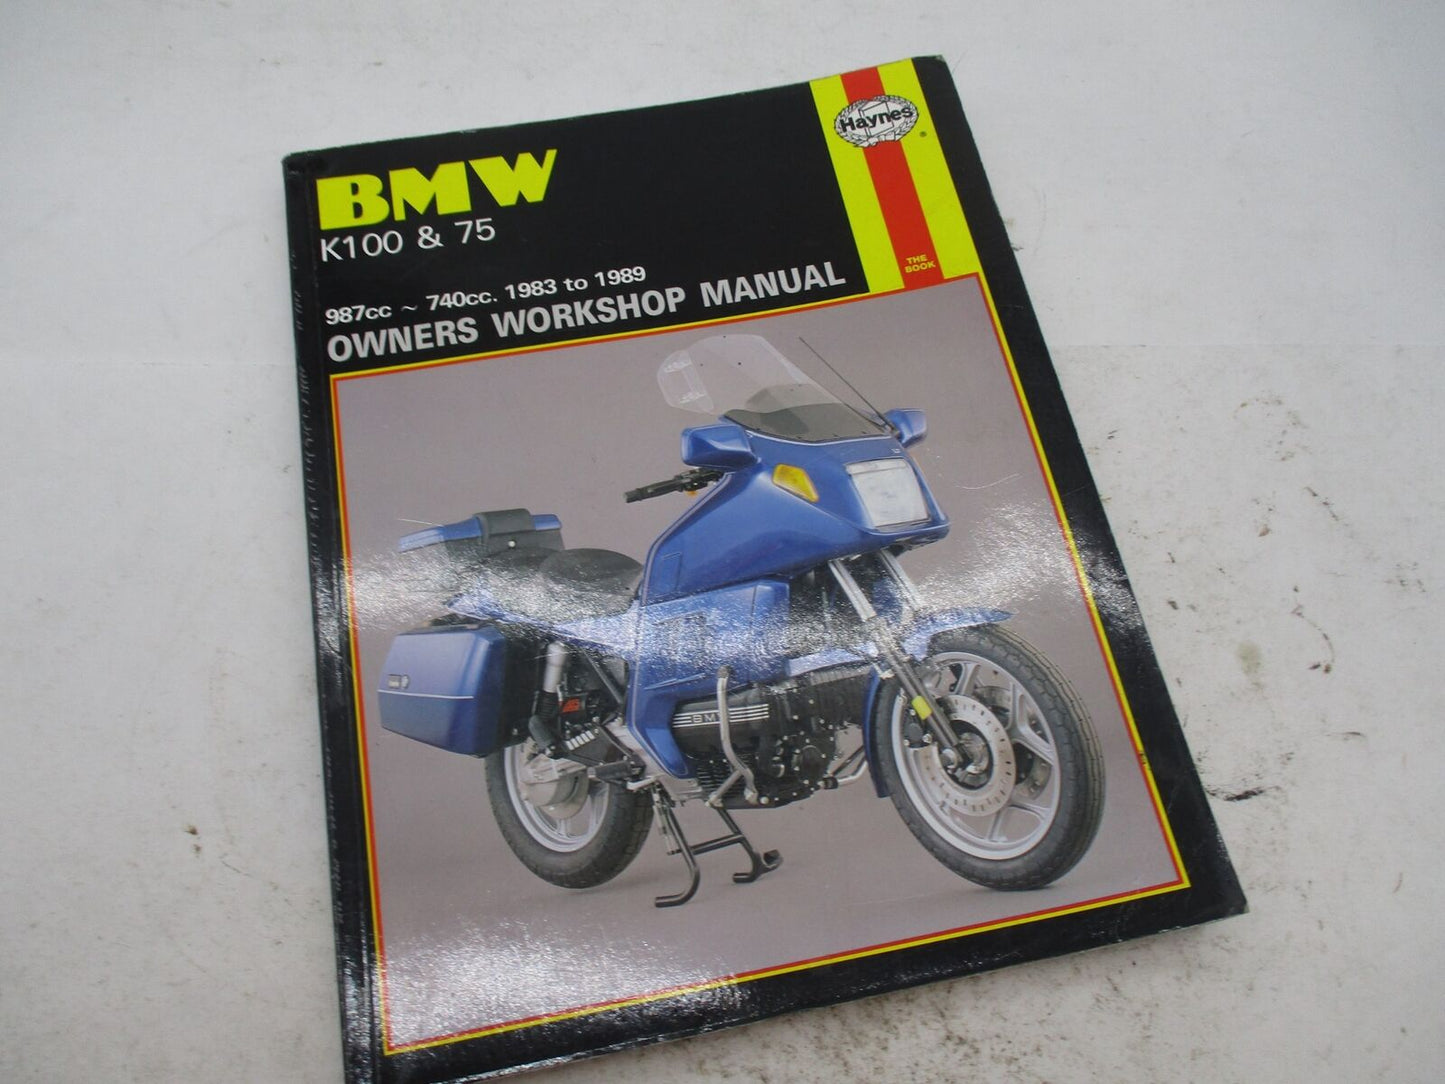 Haynes
®
THE
BOOK
BMW
K100 & 75
987cc ~ 740cc. 1983 to 1989
OWNERS WORKSHOP MANUAL
BMW